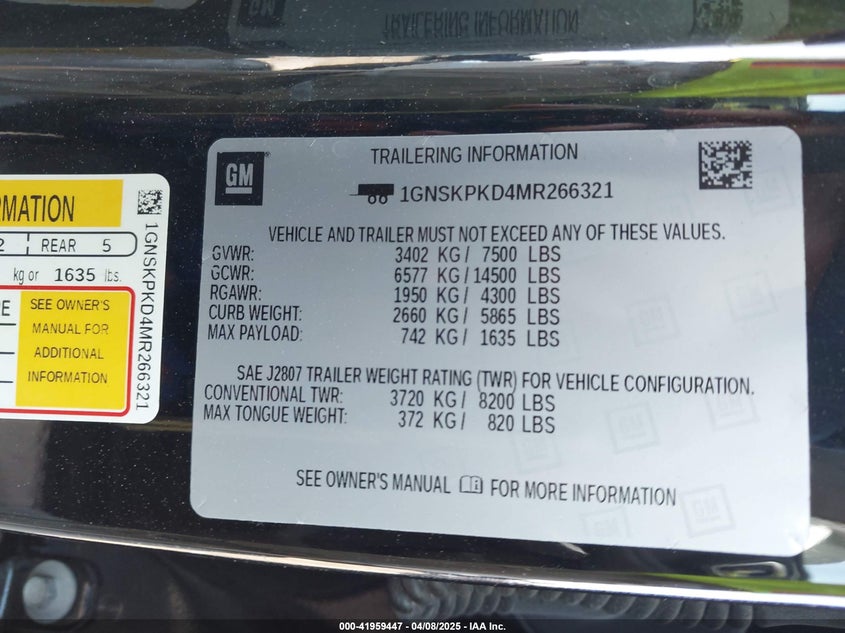 TRAILERING INFORMATION
GM
TRAILERING INFORMATION
1GNSKPKD4MR266321
VEHICLE AND TRAILER MUST NOT EXCEED ANY OF THESE VALUES.
GVWR: 3402 KG/ 7500 LBS
GCWR: 6577 KG/ 14500 LBS
RGAWR: 1950 KG/ 4300 LBS
CURB WEIGHT: 2660 KG/ 5865 LBS
MAX PAYLOAD: 742 KG/ 1635 LBS
SAE J2807 TRAILER WEIGHT RATING (TWR) FOR VEHICLE CONFIGURATION.
CONVENTIONAL TWR: 3720 KG/ 8200 LBS
MAX TONGUE WEIGHT: 372 KG/ 820 LBS
SEE OWNER'S MANUAL FOR MORE INFORMATION
REAR 5
kg or 1635 lbs.
SEE OWNER'S
MANUAL FOR
ADDITIONAL
INFORMATION
1GNSKPKD4MR266321
000-41959447 - 04/08/2025 - IAA Inc.